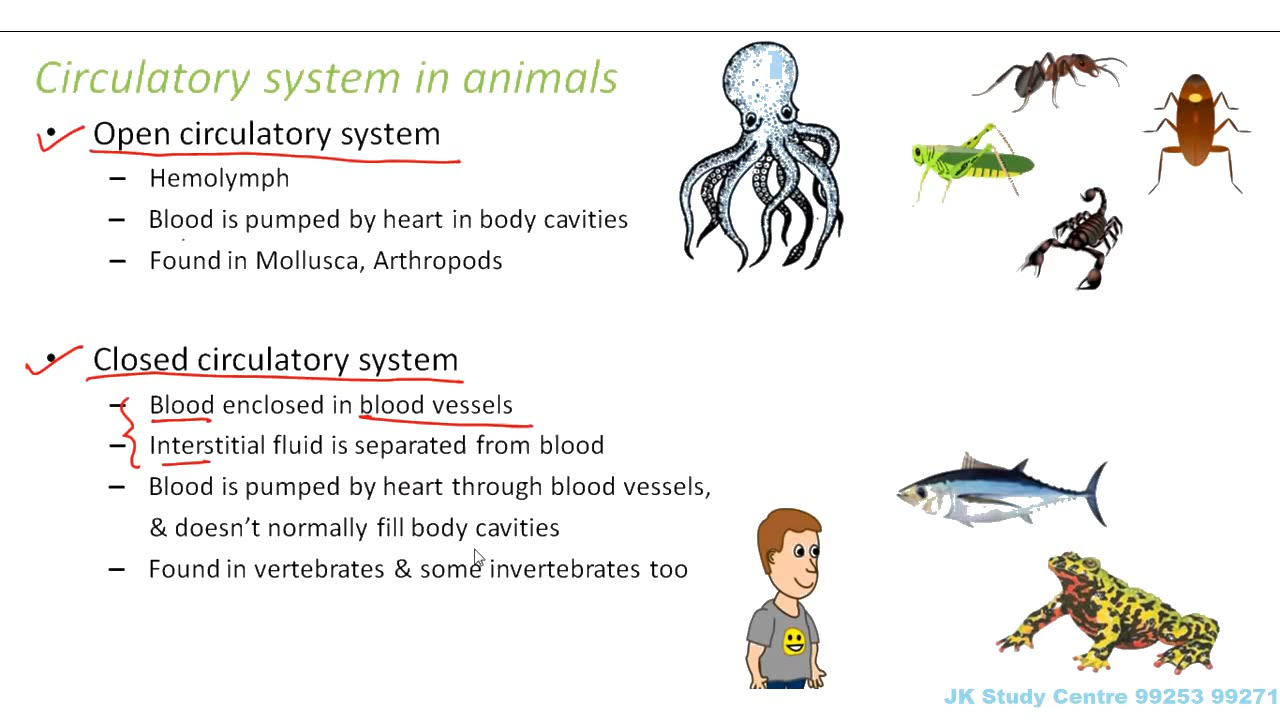 Circulatory system in animals
• Open circulatory system
– Hemolymph
– Blood is pumped by heart in body cavities
– Found in Mollusca, Arthropods
• Closed circulatory system
– Blood enclosed in blood vessels
– Interstitial fluid is separated from blood
– Blood is pumped by heart through blood vessels,
& doesn’t normally fill body cavities
– Found in vertebrates & some invertebrates too
JK Study Centre 99253 99271